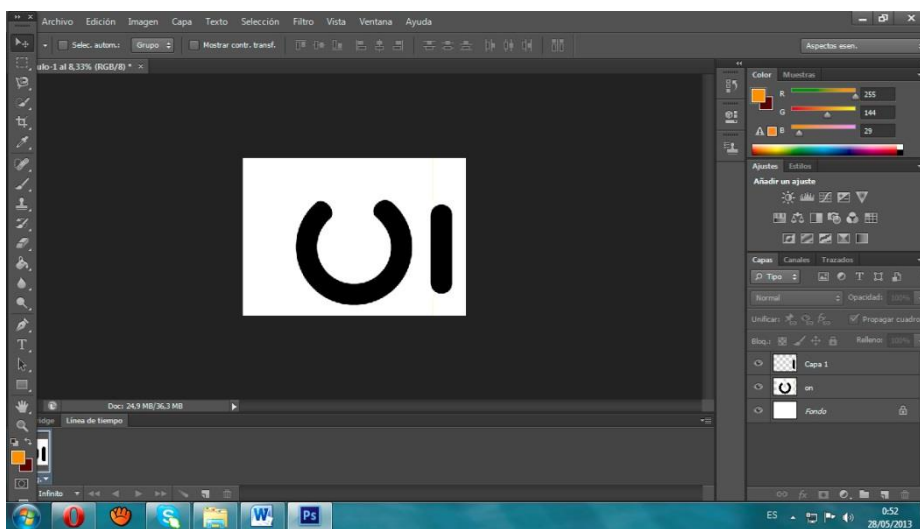 Archivo Edición Imagen Capa Texto Selección Filtro Vista Ventana Ayuda
Selec. autom.: Grupo Mostrar contr. transf. Aspectos esen.
ulo-1 al 8,33% (RGB/8) * ×
Color Muestras
R 255
G 144
B 29
Ajustes Estilos
Añadir un ajuste
Capas Canales Trazados
Tipo
Normal Opacidad: 100%
Unificar: Propagar cuadro
Bloq.: Relleno: 100%
Capa 1
on
Fondo
Doc: 24,9 MB/36,3 MB
idge Línea de tiempo
Infinito
ES 0:52
28/05/2013